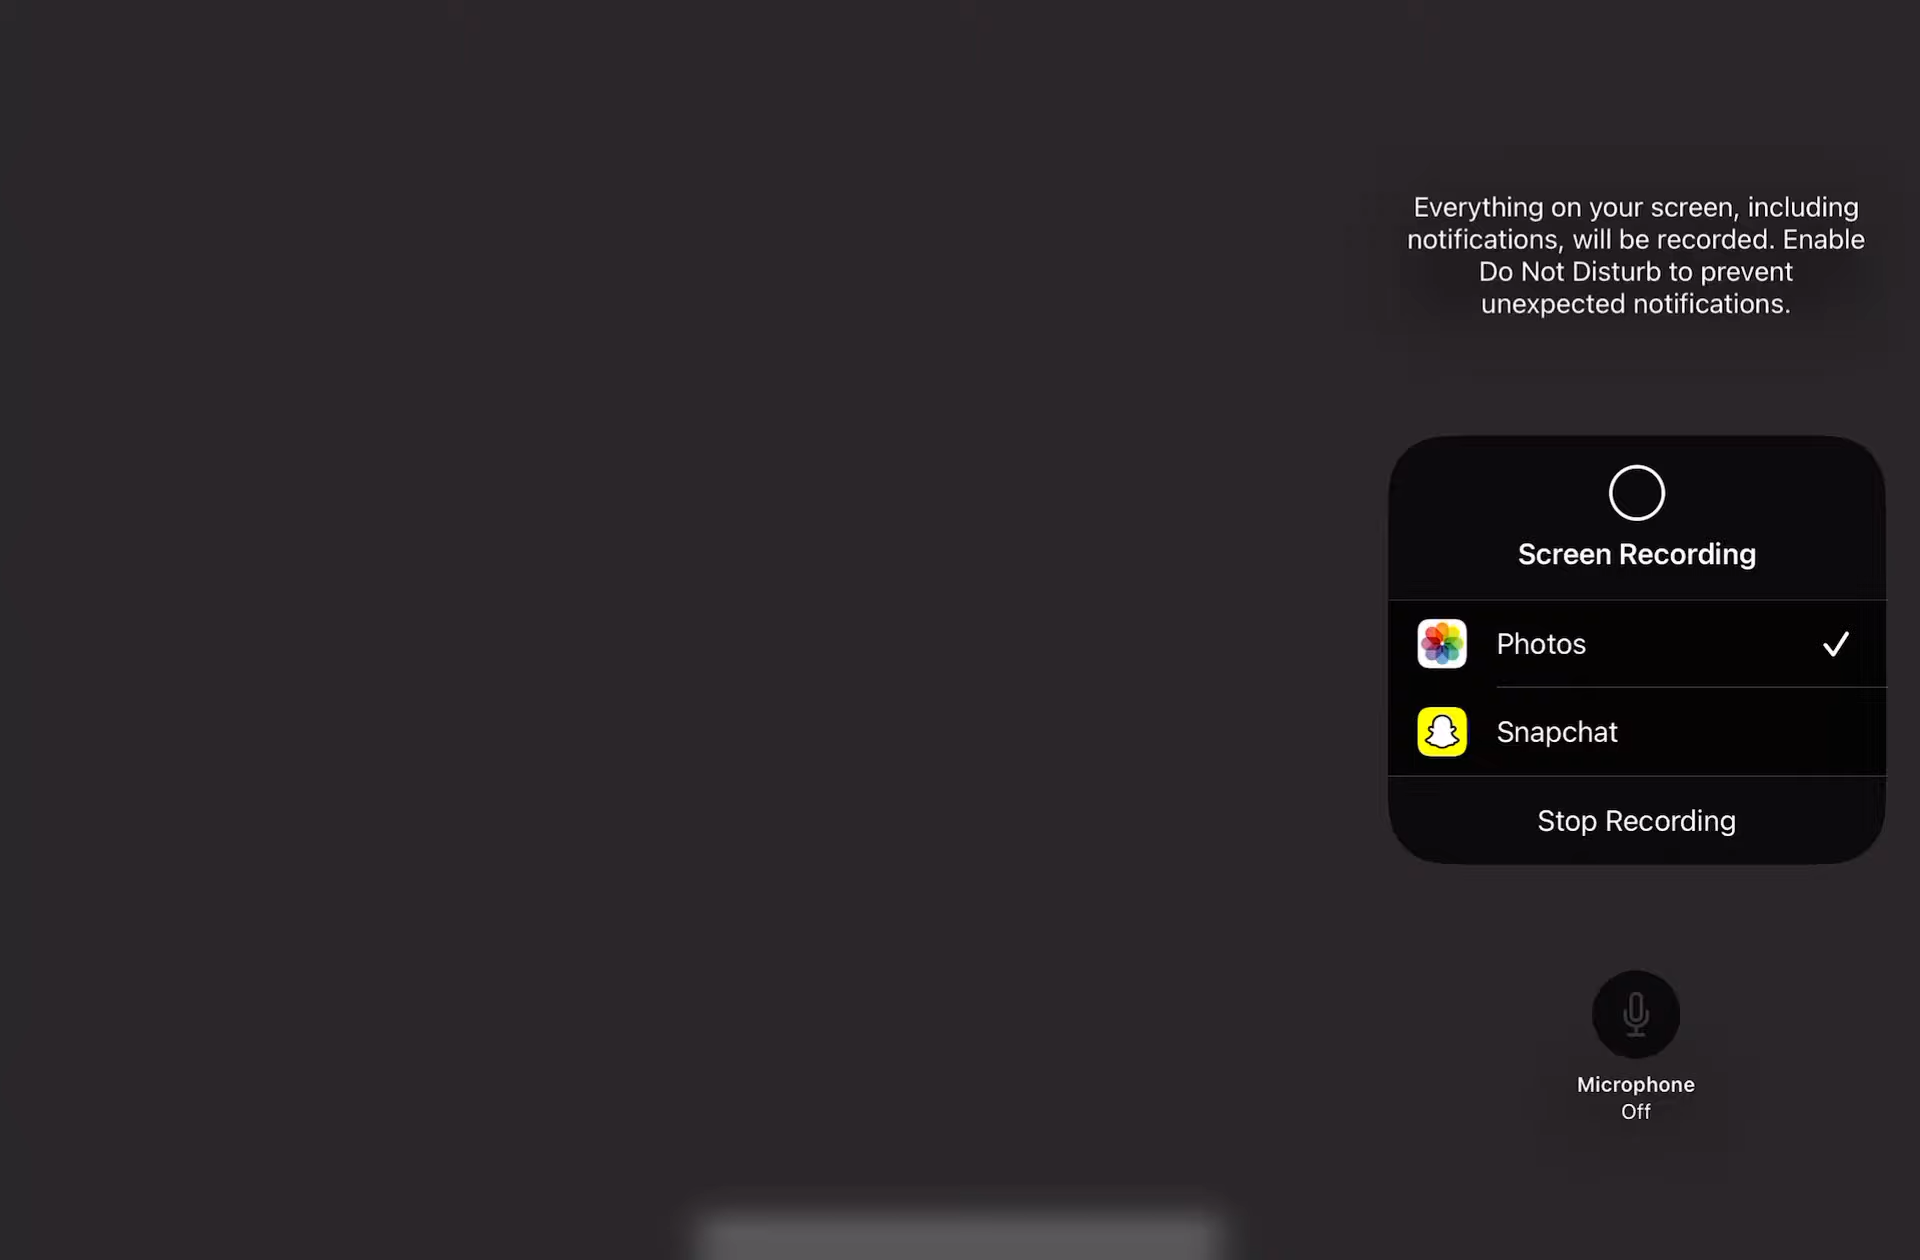 Everything on your screen, including
notifications, will be recorded. Enable
Do Not Disturb to prevent
unexpected notifications.
Screen Recording
Photos
Snapchat
Stop Recording
Microphone
Off